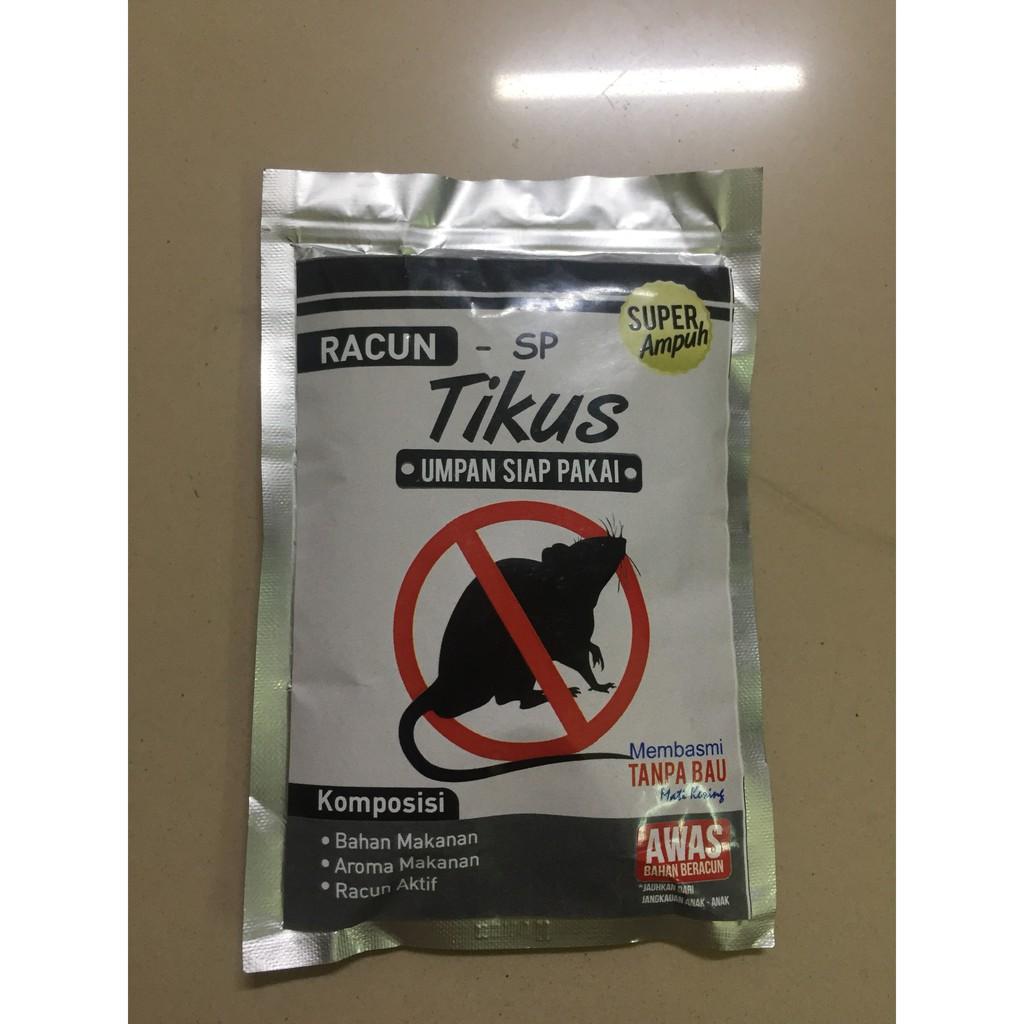 SUPER
Ampuh
RACUN - SP
Tikus
UMPAN SIAP PAKAI
Membasmi
TANPA BAU
Mati Kering
Komposisi
• Bahan Makanan
• Aroma Makanan
• Racun Aktif
AWAS
BAHAN BERACUN
*JAUHKAN DARI
JANGKAUAN ANAK - ANAK